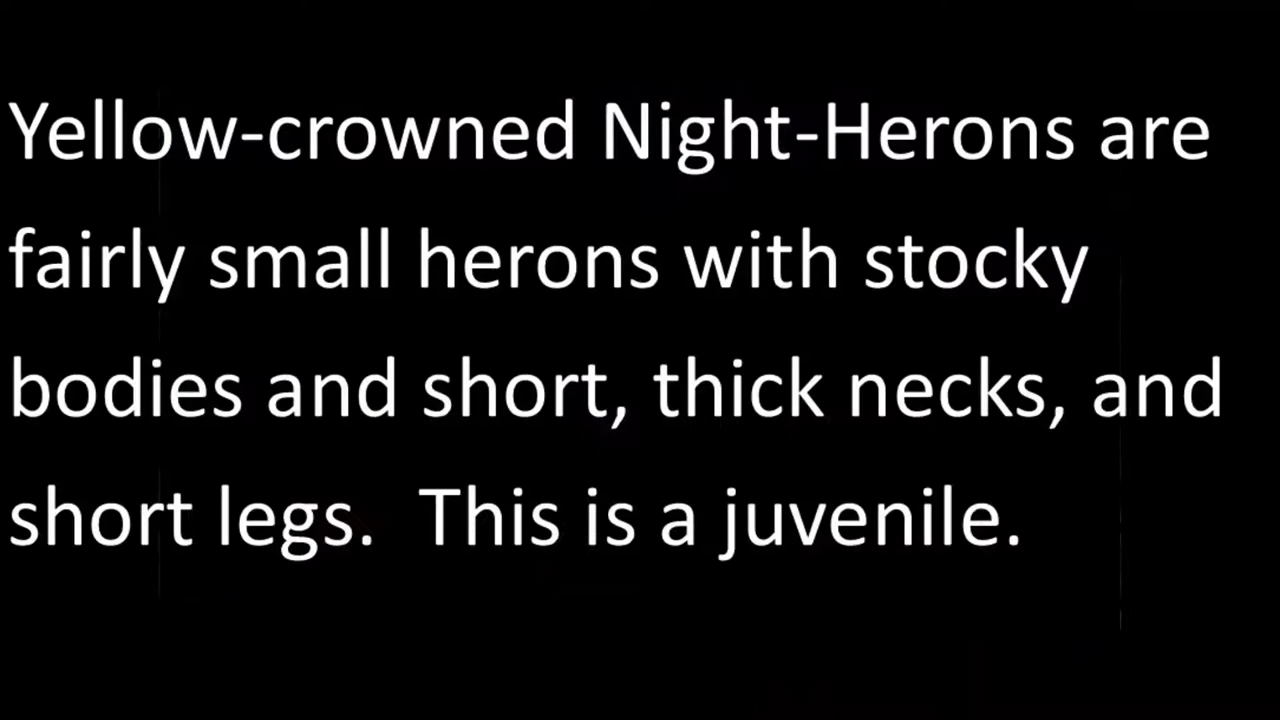 Yellow-crowned Night-Herons are
fairly small herons with stocky
bodies and short, thick necks, and
short legs.  This is a juvenile.